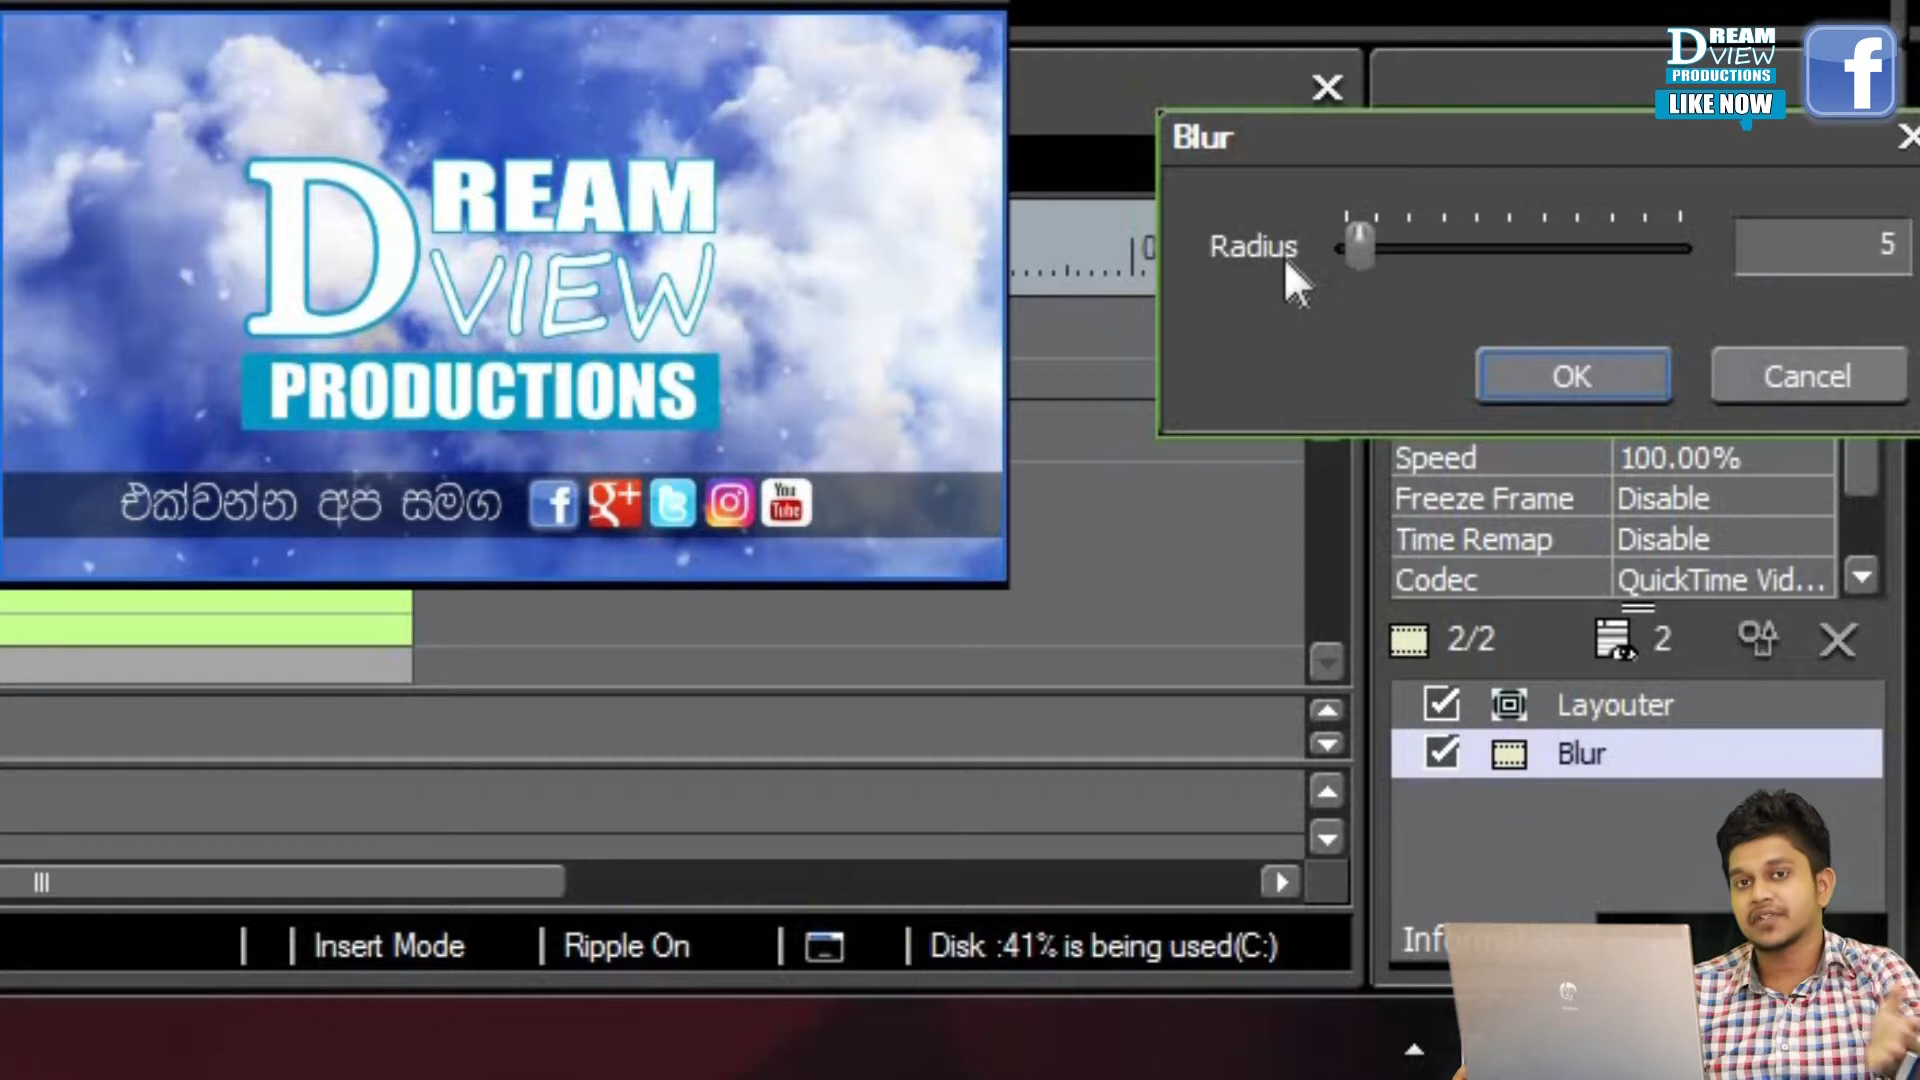 DREAM
VIEW
PRODUCTIONS
එක්වන්න අප සමග
f g+ You Tube
DREAM
VIEW
PRODUCTIONS
LIKE NOW
f
Blur
Radius 5
OK Cancel
Speed 100.00%
Freeze Frame Disable
Time Remap Disable
Codec QuickTime Vid...
2/2 2
Layouter
Blur
Insert Mode Ripple On Disk :41% is being used(C:)
hp